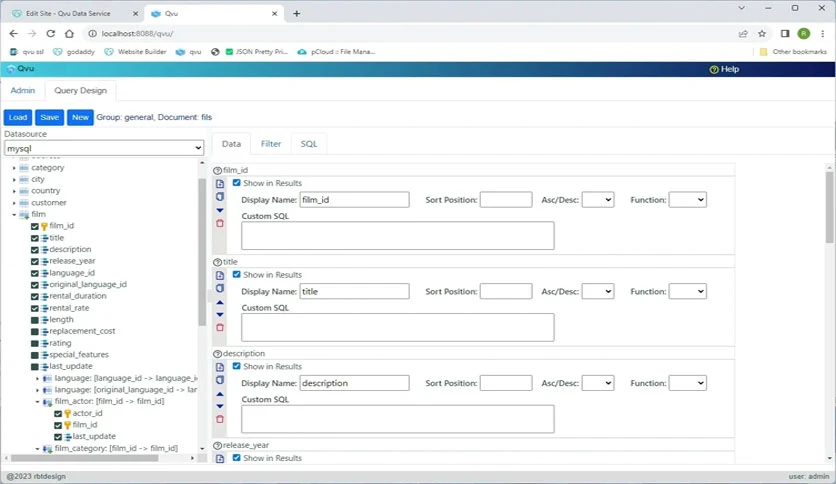 Edit Site - Qvu Data Service
Qvu
localhost:8088/qvu/
R
qvu ssl
godaddy
Website Builder
qvu
JSON Pretty Pri...
pCloud :: File Mana...
Other bookmarks
Qvu
Help
Admin
Query Design
Load
Save
New
Group: general, Document: fils
Datasource
mysql
category
city
country
customer
film
film_id
title
description
release_year
language_id
original_language_id
rental_duration
rental_rate
length
replacement_cost
rating
special_features
last_update
language: [language_id -> language_i
language: [original_language_id -> lan
film_actor: [film_id -> film_id]
actor_id
film_id
last_update
film_category: [film_id -> film_id]
Data
Filter
SQL
film_id
Show in Results
Display Name: film_id Sort Position: Asc/Desc: Function:
Custom SQL
title
Show in Results
Display Name: title Sort Position: Asc/Desc: Function:
Custom SQL
description
Show in Results
Display Name: description Sort Position: Asc/Desc: Function:
Custom SQL
release_year
Show in Results
@2023 rbtdesign
user: admin